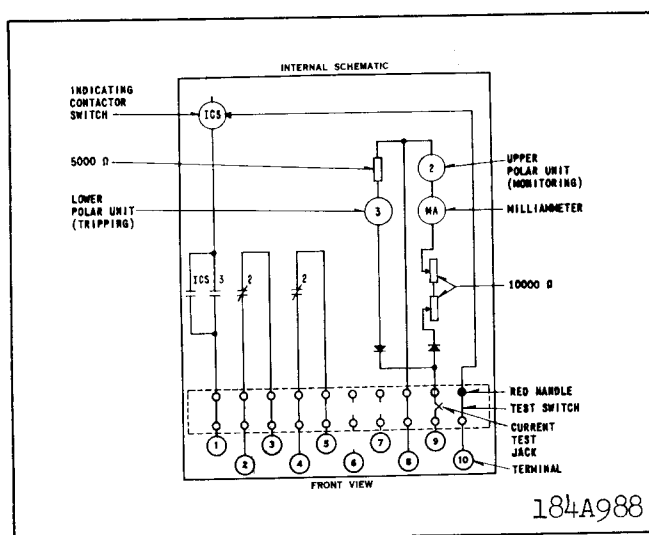 INTERNAL SCHEMATIC
INDICATING
CONTACTOR
SWITCH
ICS
5000 Ω
LOWER
POLAR UNIT
(TRIPPING)
3
2
UPPER
POLAR UNIT
(MONITORING)
MA
MILLIAMMETER
ICS
3
2
2
10000 Ω
RED HANDLE
TEST SWITCH
CURRENT
TEST
JACK
TERMINAL
1
2
3
4
5
6
7
8
9
10
FRONT VIEW
184A988